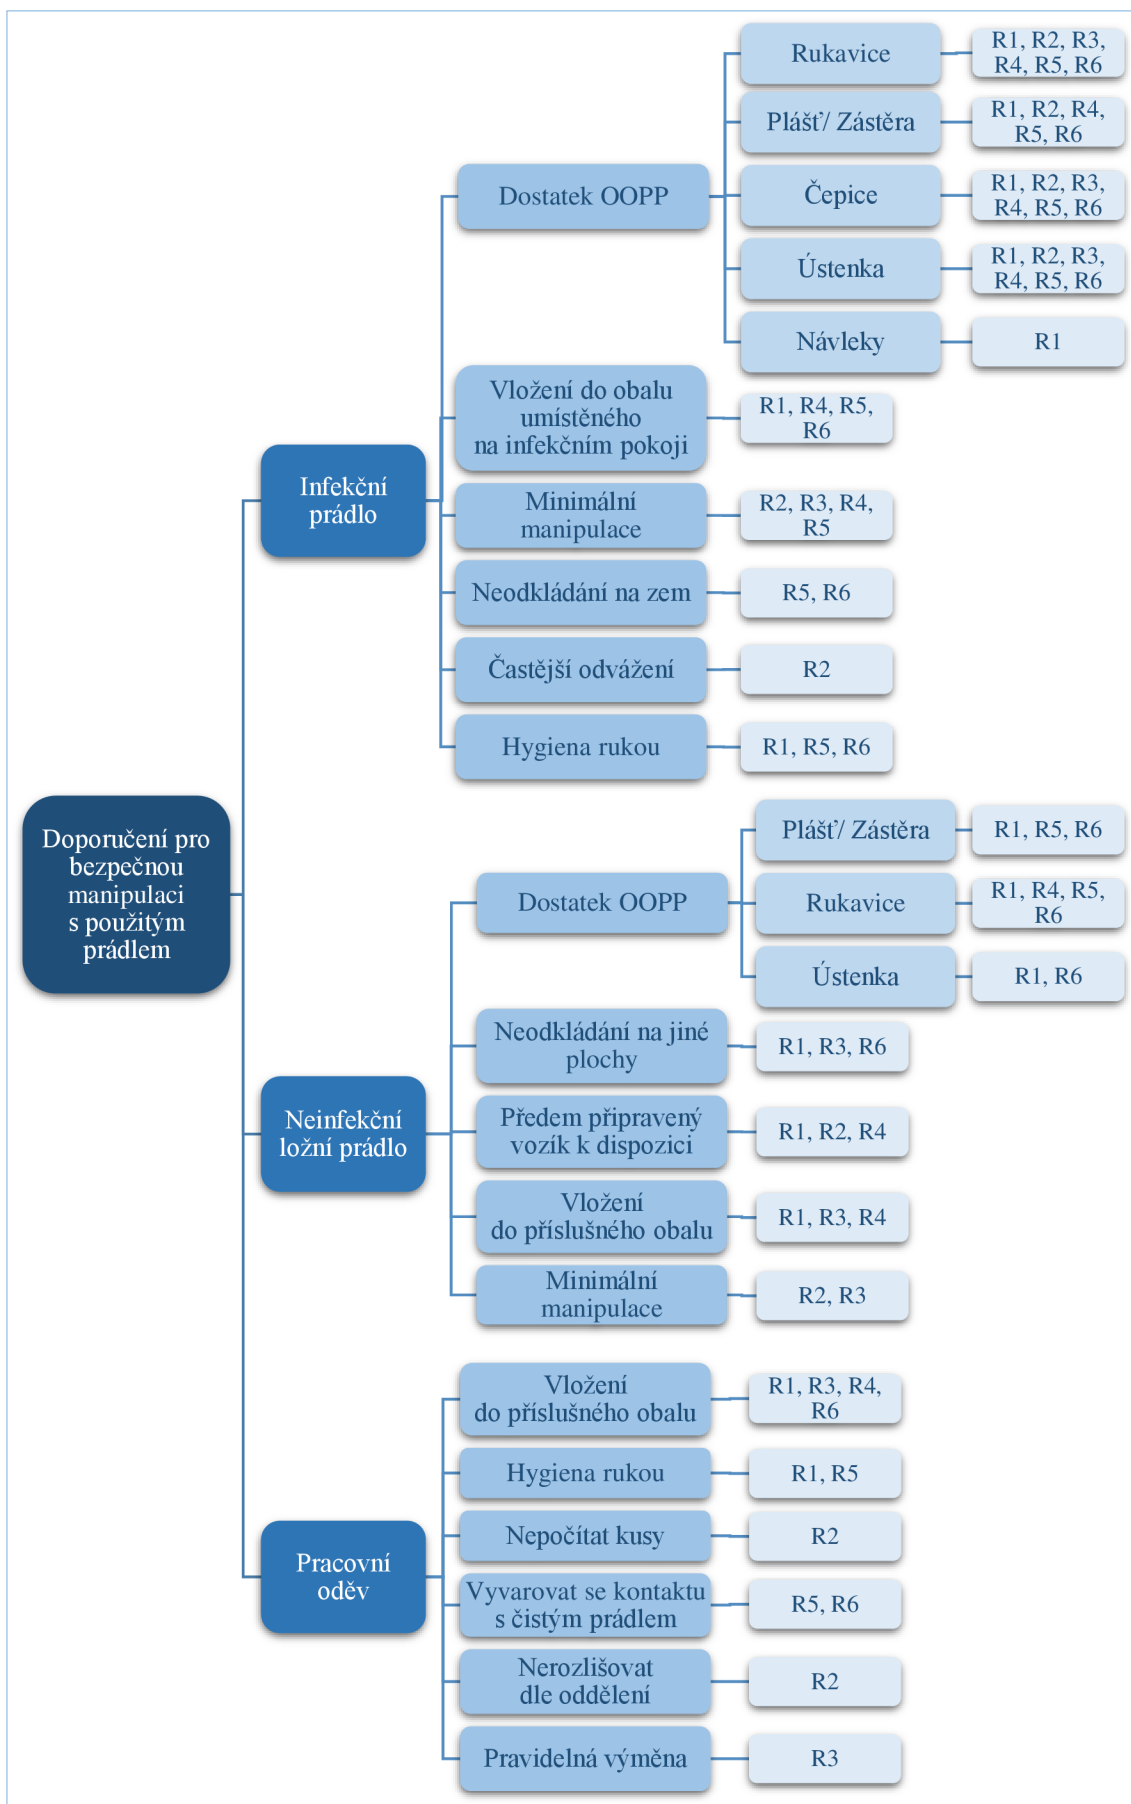 Doporučení pro
bezpečnou
manipulaci
s použitým
prádlem
Infekční
prádlo
Dostatek OOPP
Rukavice
R1, R2, R3,
R4, R5, R6
Plášť/ Zástěra
R1, R2, R4,
R5, R6
Čepice
R1, R2, R3,
R4, R5, R6
Ústenka
R1, R2, R3,
R4, R5, R6
Návleky
R1
Vložení do obalu
umístěného
na infekčním pokoji
R1, R4, R5,
R6
Minimální
manipulace
R2, R3, R4,
R5
Neodkládání na zem
R5, R6
Častější odvážení
R2
Hygiena rukou
R1, R5, R6
Neinfekční
ložní prádlo
Dostatek OOPP
Plášť/ Zástěra
R1, R5, R6
Rukavice
R1, R4, R5,
R6
Ústenka
R1, R6
Neodkládání na jiné
plochy
R1, R3, R6
Předem připravený
vozík k dispozici
R1, R2, R4
Vložení
do příslušného obalu
R1, R3, R4
Minimální
manipulace
R2, R3
Pracovní
oděv
Vložení
do příslušného obalu
R1, R3, R4,
R6
Hygiena rukou
R1, R5
Nepočítat kusy
R2
Vyvarovat se kontaktu
s čistým prádlem
R5, R6
Nerozlišovat
dle oddělení
R2
Pravidelná výměna
R3